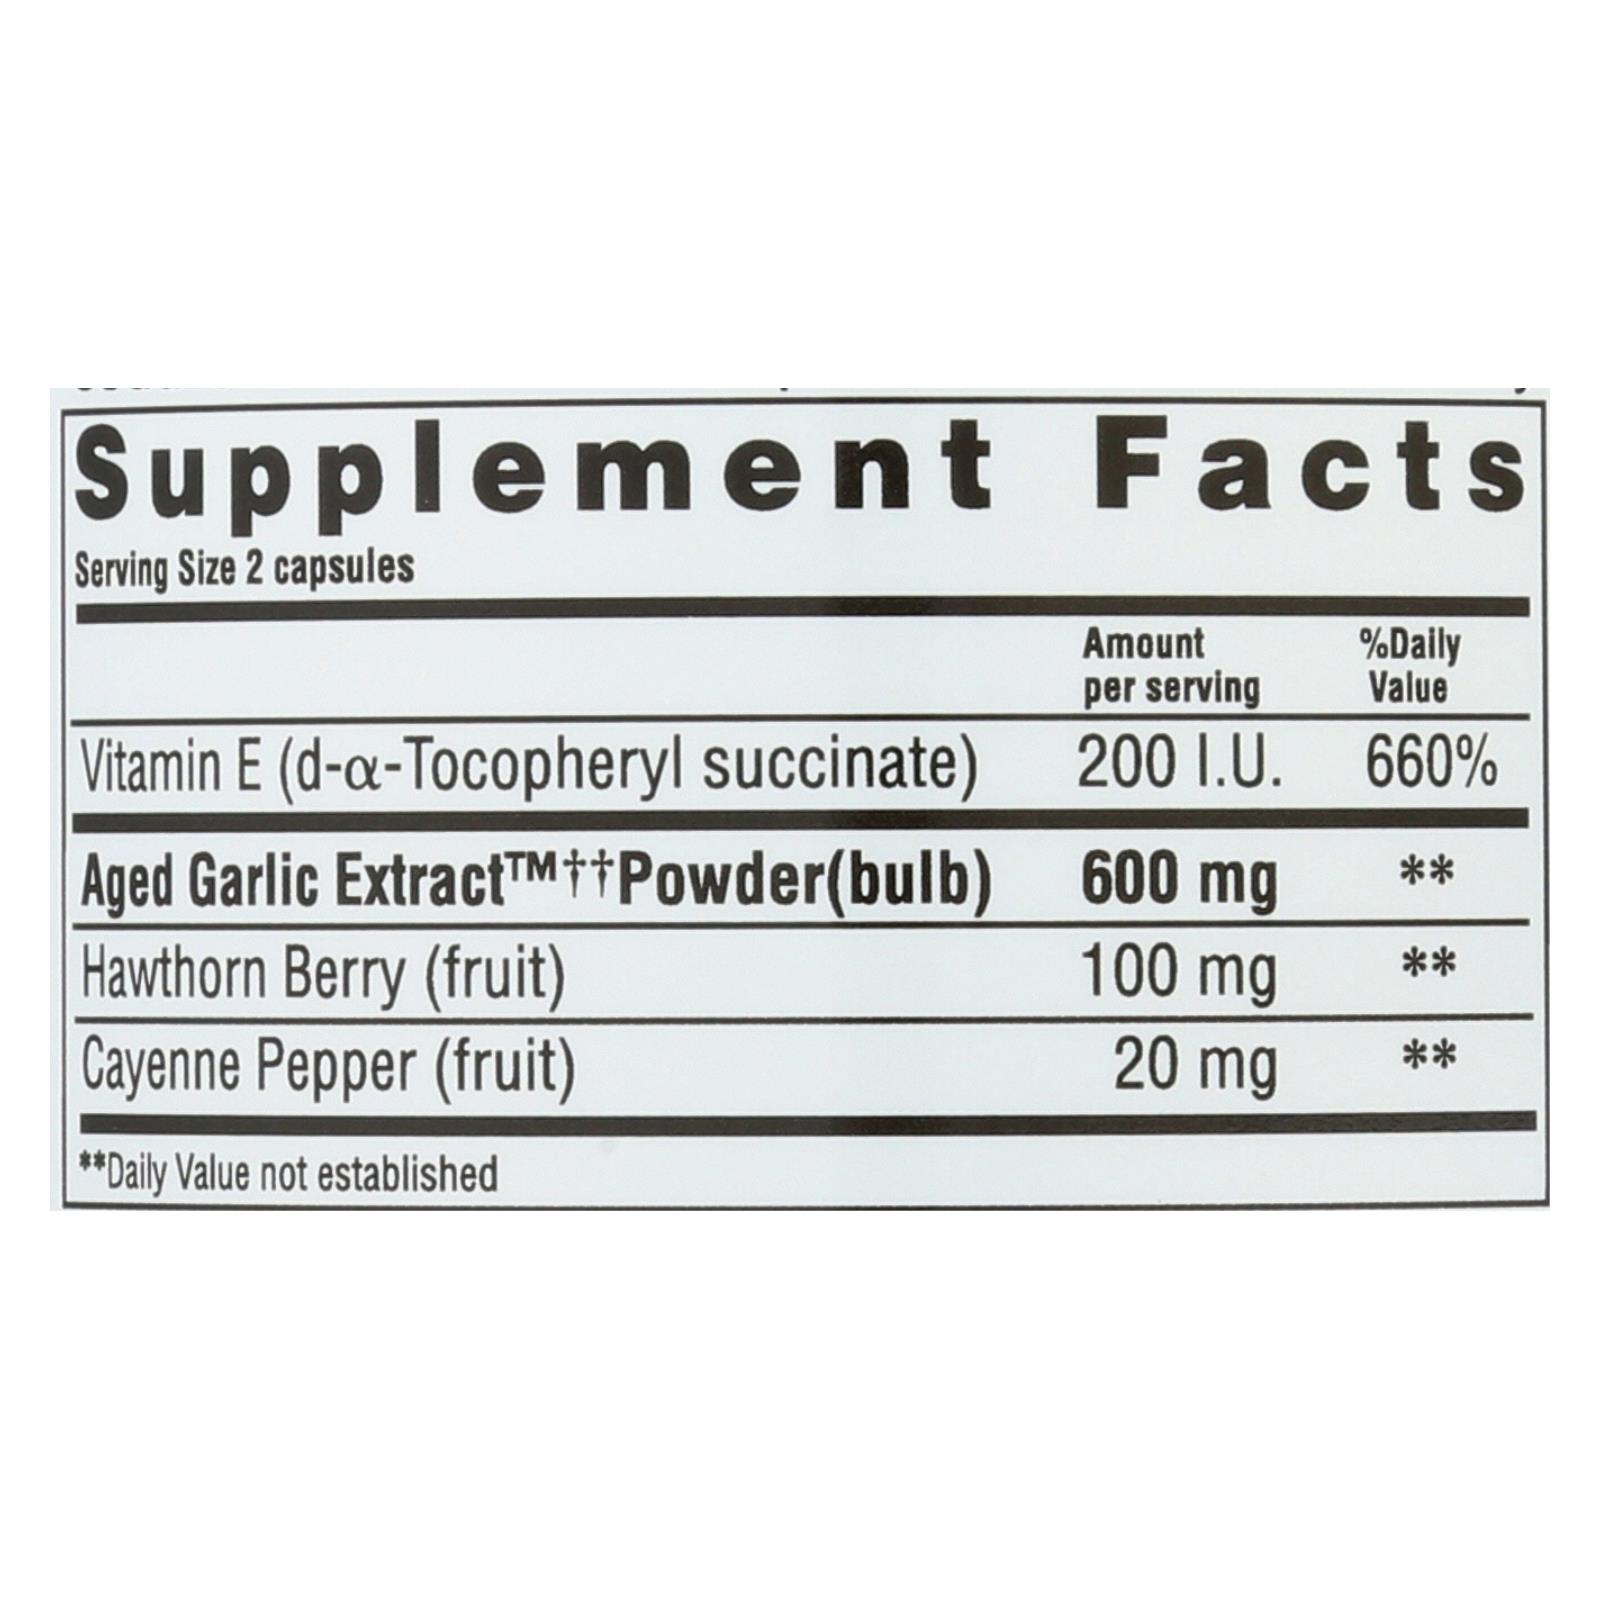 Supplement Facts
Serving Size 2 capsules
Amount per serving %Daily Value
Vitamin E (d-α-Tocopheryl succinate) 200 I.U. 660%
Aged Garlic Extract™††Powder(bulb) 600 mg **
Hawthorn Berry (fruit) 100 mg **
Cayenne Pepper (fruit) 20 mg **
**Daily Value not established